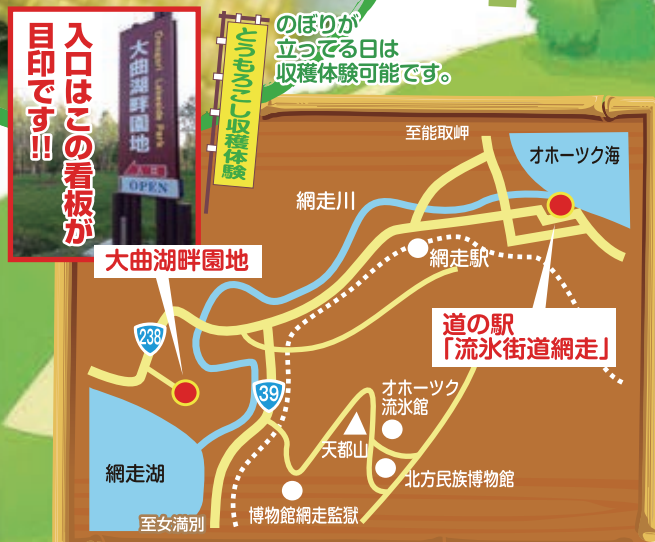 入口はこの看板が
目印です!!
大曲湖畔園地
Omagari Lakeside Park
入口
OPEN
とうもろこし収穫体験
のぼりが
立ってる日は
収穫体験可能です。
至能取岬
オホーツク海
網走川
網走駅
大曲湖畔園地
道の駅
「流氷街道網走」
238
39
オホーツク
流氷館
天都山
北方民族博物館
網走湖
至女満別
博物館網走監獄